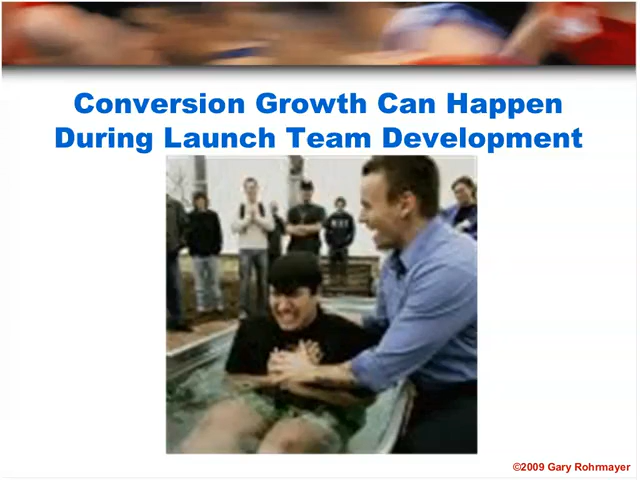 Conversion Growth Can Happen
During Launch Team Development
©2009 Gary Rohrmayer